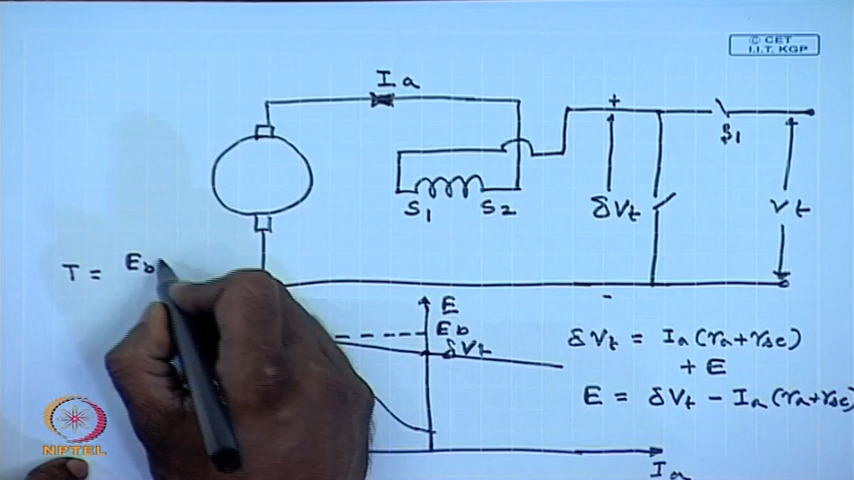 © CET
I.I.T. KGP
Ia
S1
S1 S2
+
δVt
Vt
T = Eb
E
Eb
δVt
-
δVt = Ia(ra+rse)
+ E
E = δVt - Ia(ra+rse)
Ia
NPTEL